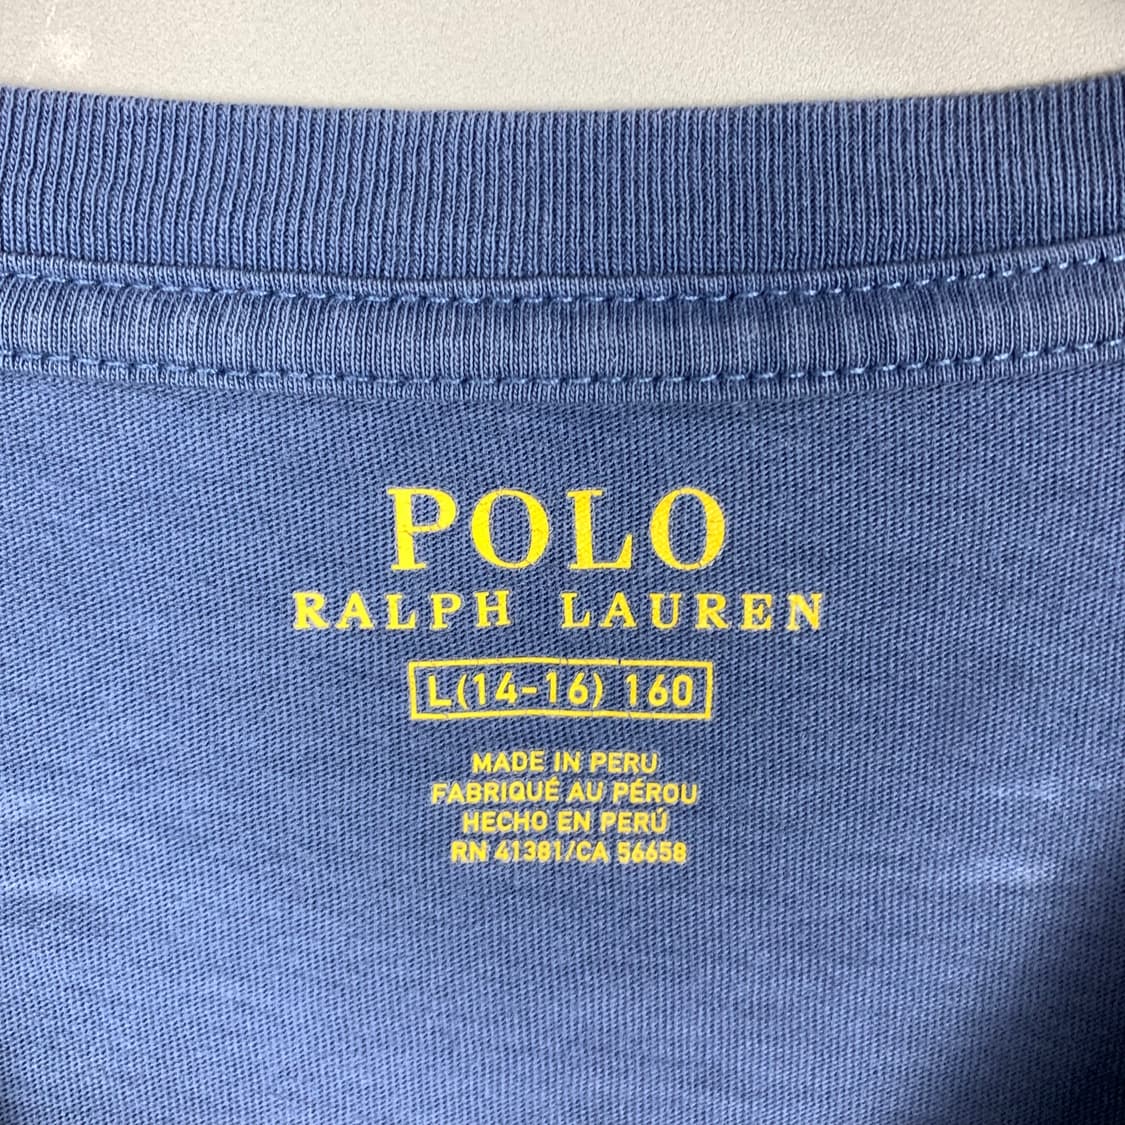 POLO
RALPH LAUREN
L(14-16) 160
MADE IN PERU
FABRIQUÉ AU PÉROU
HECHO EN PERÚ
RN 41381/CA 56658